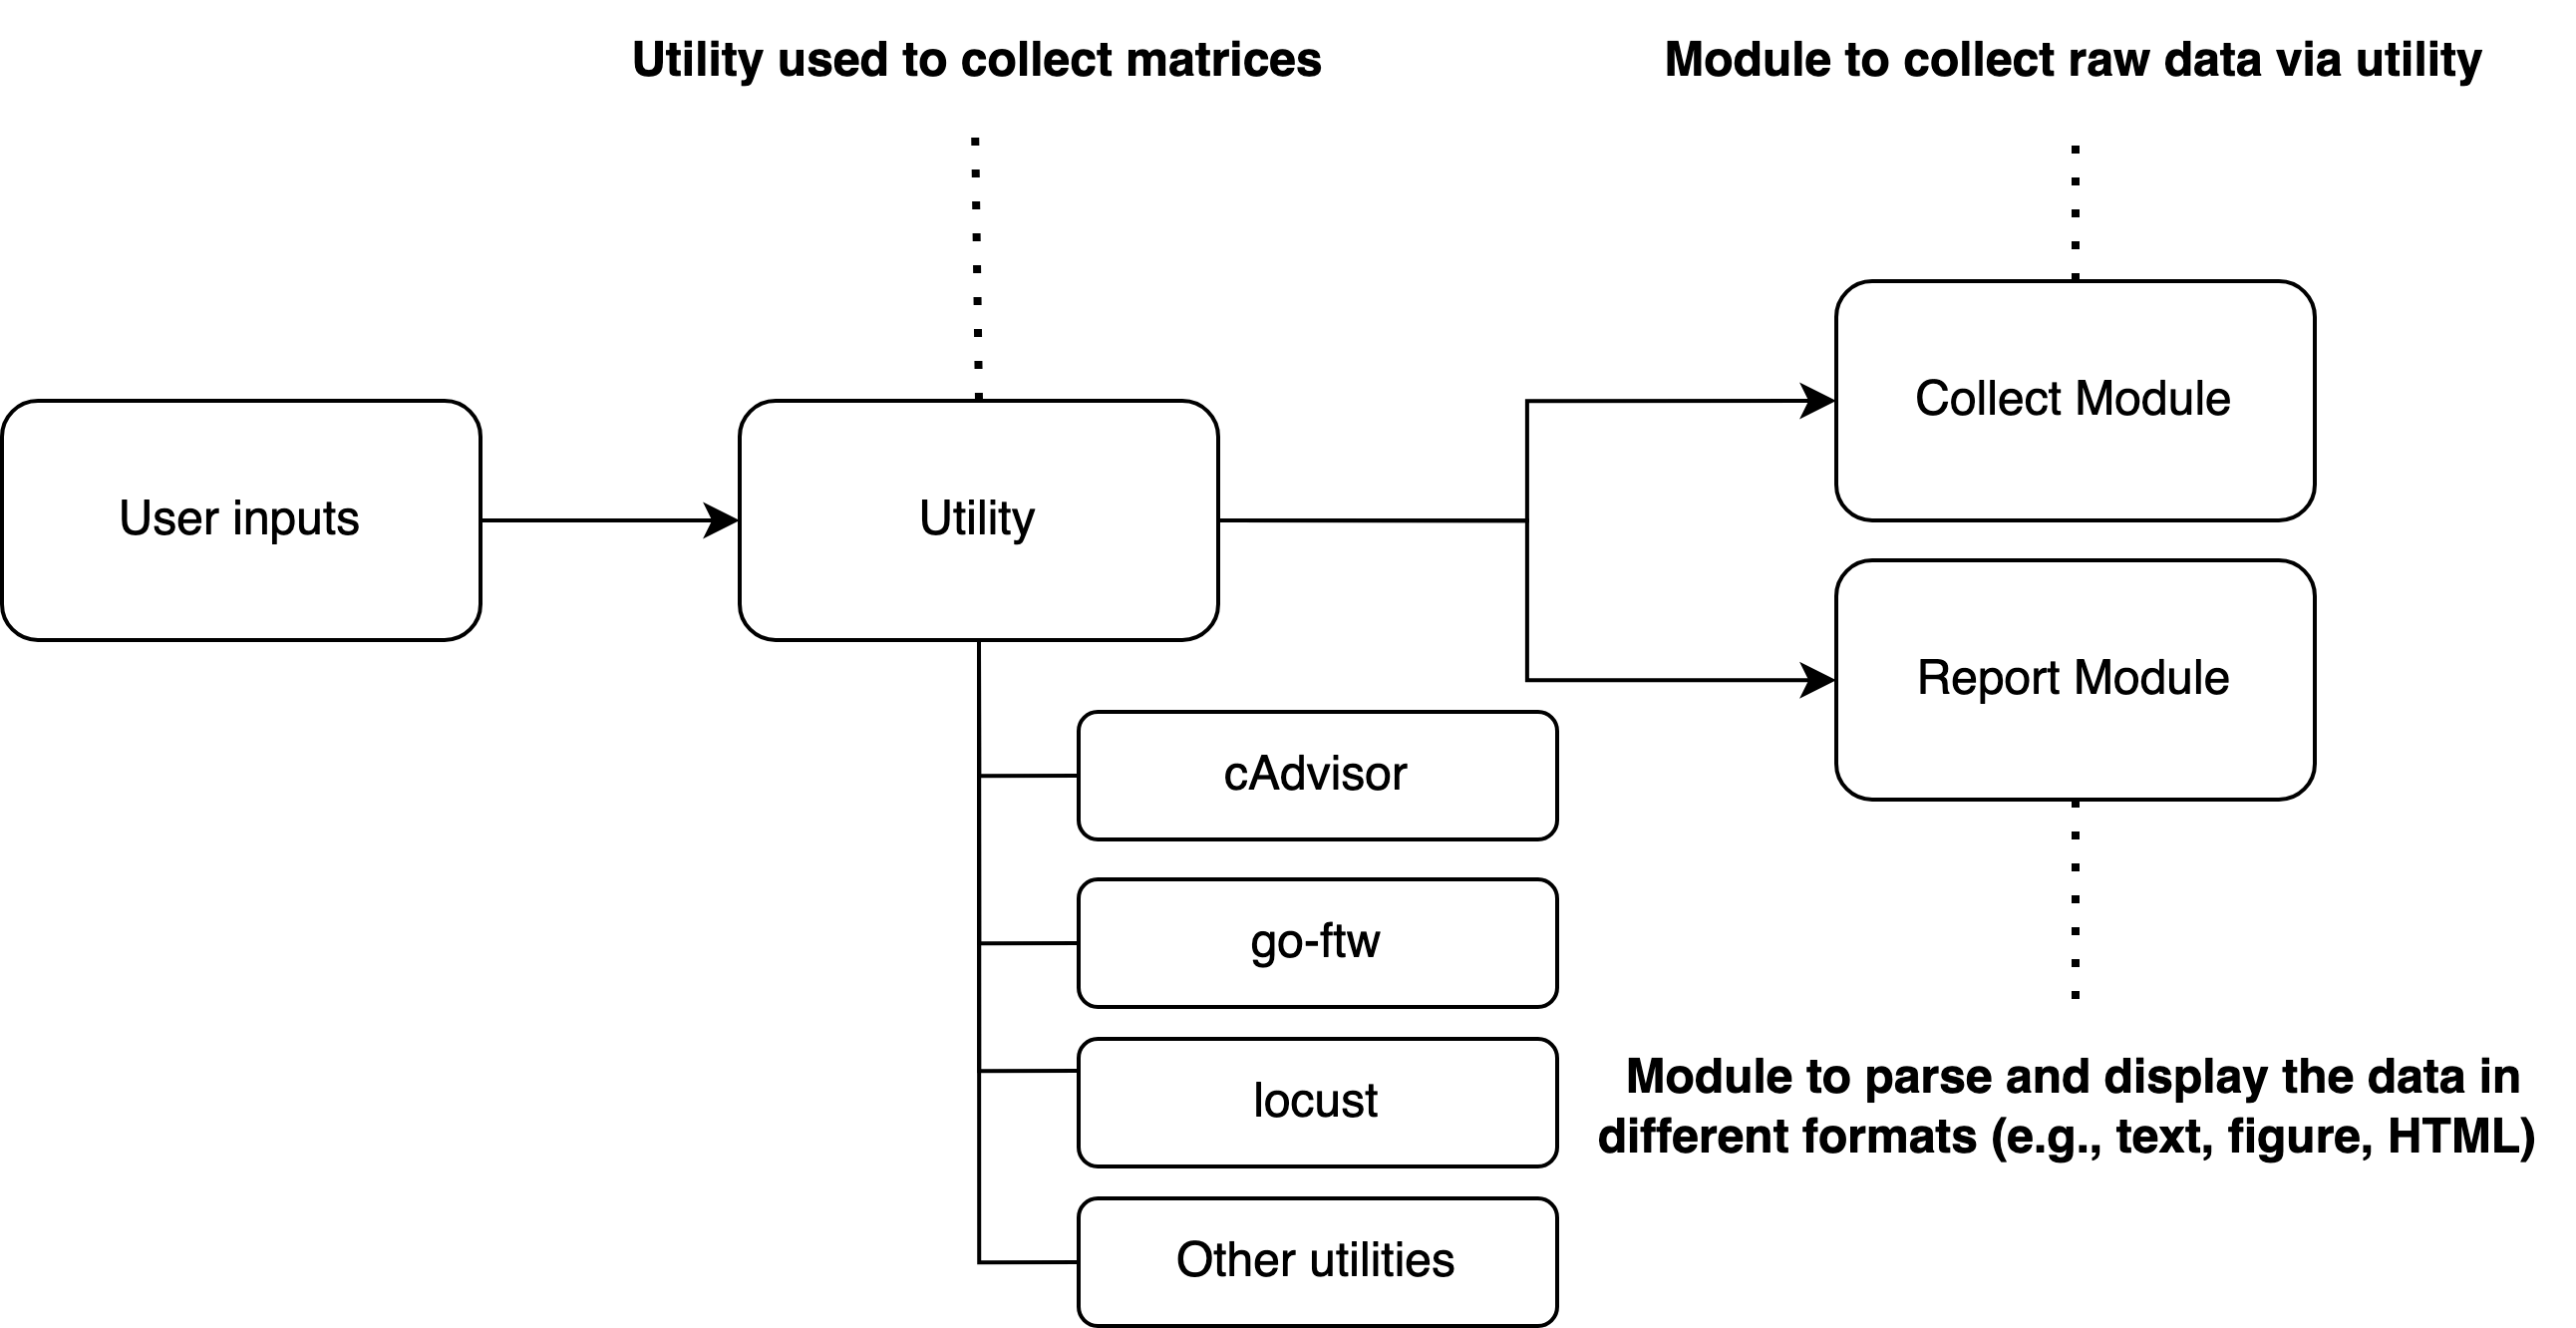 Utility used to collect matrices
Module to collect raw data via utility
User inputs
Utility
Collect Module
Report Module
cAdvisor
go-ftw
locust
Other utilities
Module to parse and display the data in
different formats (e.g., text, figure, HTML)